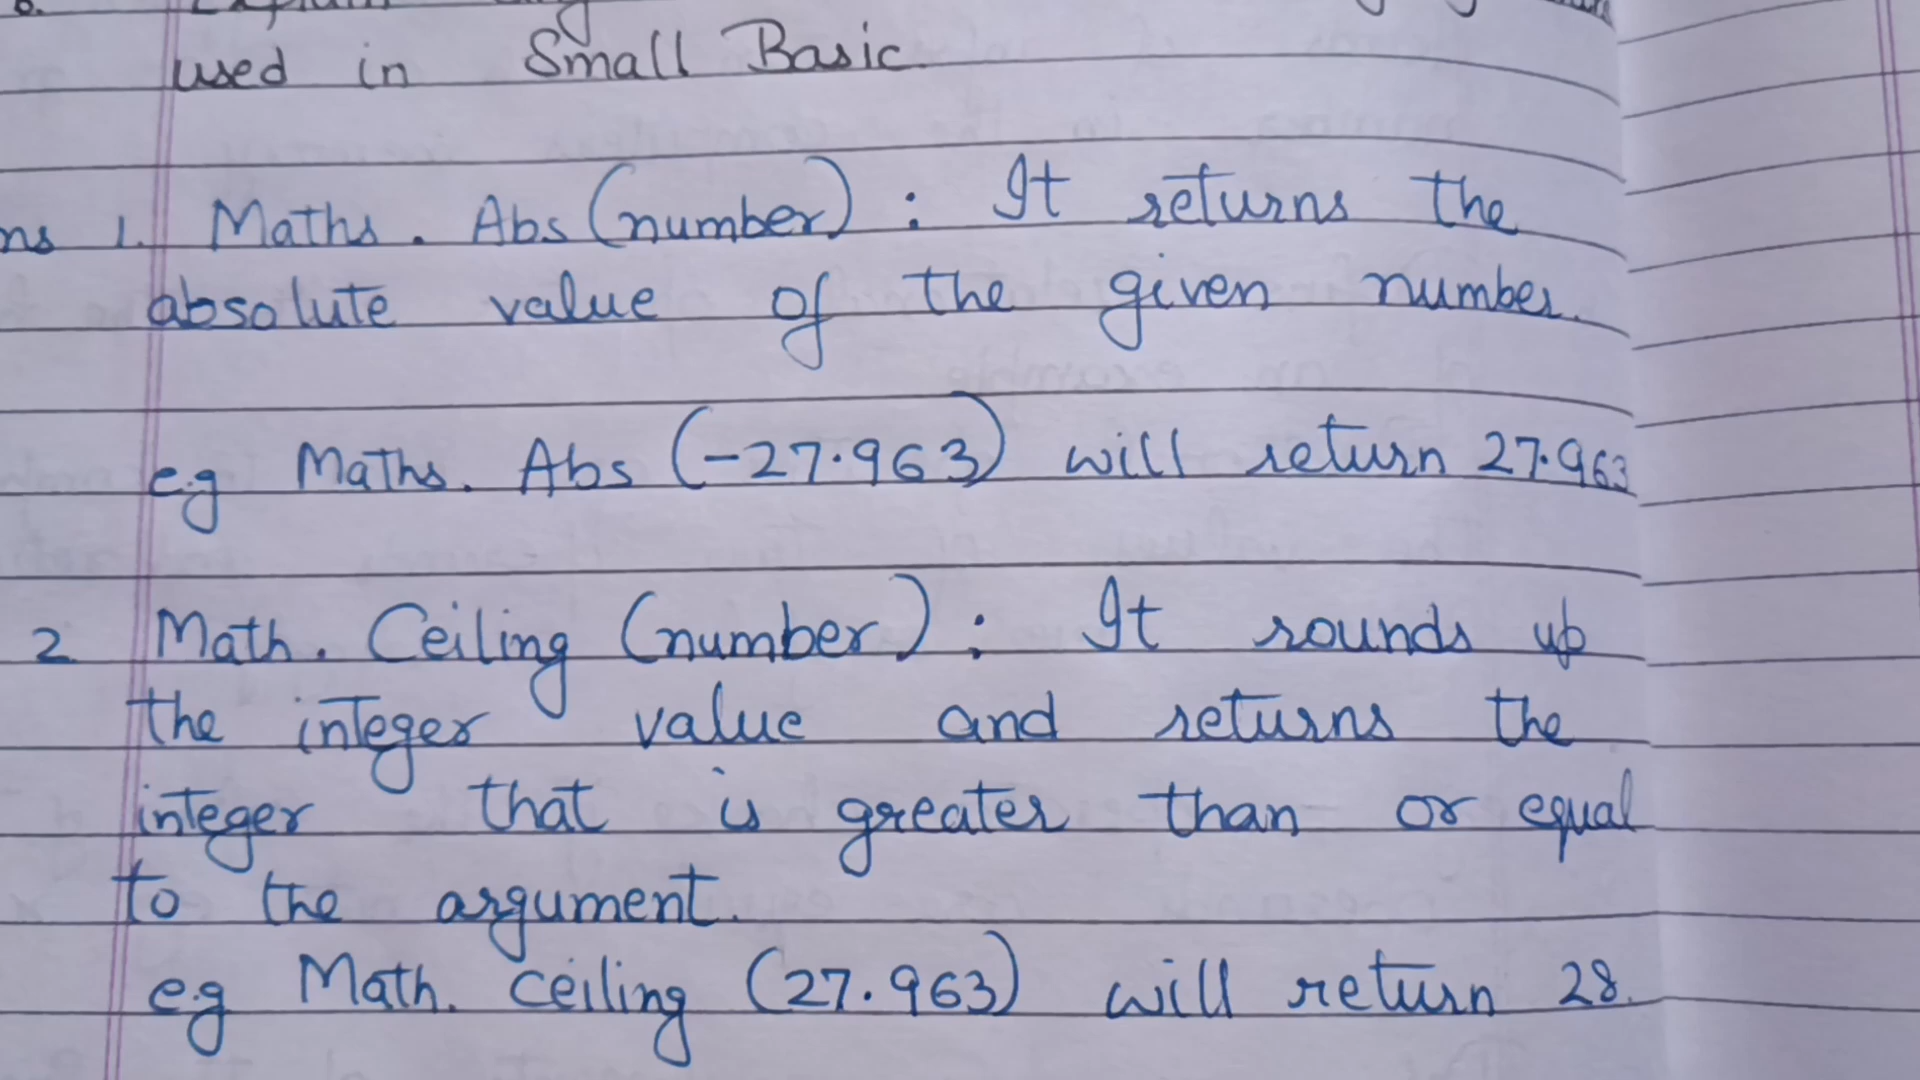 used in Small Basic.
ns 1. Maths. Abs (number) : It returns the
absolute value of the given number.
eg Maths. Abs (-27.963) will return 27.963
2 Math. Ceiling (number) : It rounds up
the integer value and returns the
integer that is greater than or equal
to the argument.
eg Math. ceiling (27.963) will return 28.